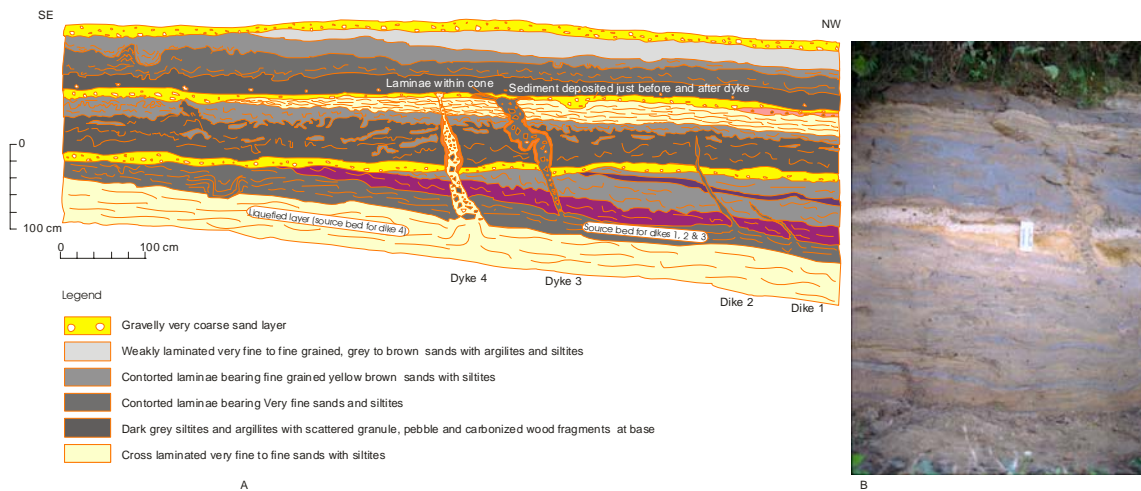 SE
NW
Laminae within cone
Sediment deposited just before and after dyke
0
100 cm
0 100 cm
Liquefied layer (source bed for dike 4)
Source bed for dikes 1, 2 & 3
Dyke 4
Dyke 3
Dike 2
Dike 1
Legend
Gravelly very coarse sand layer
Weakly laminated very fine to fine grained, grey to brown sands with argilites and siltites
Contorted laminae bearing fine grained yellow brown sands with siltites
Contorted laminae bearing Very fine sands and siltites
Dark grey siltites and argillites with scattered granule, pebble and carbonized wood fragments at base
Cross laminated very fine to fine sands with siltites
A
B